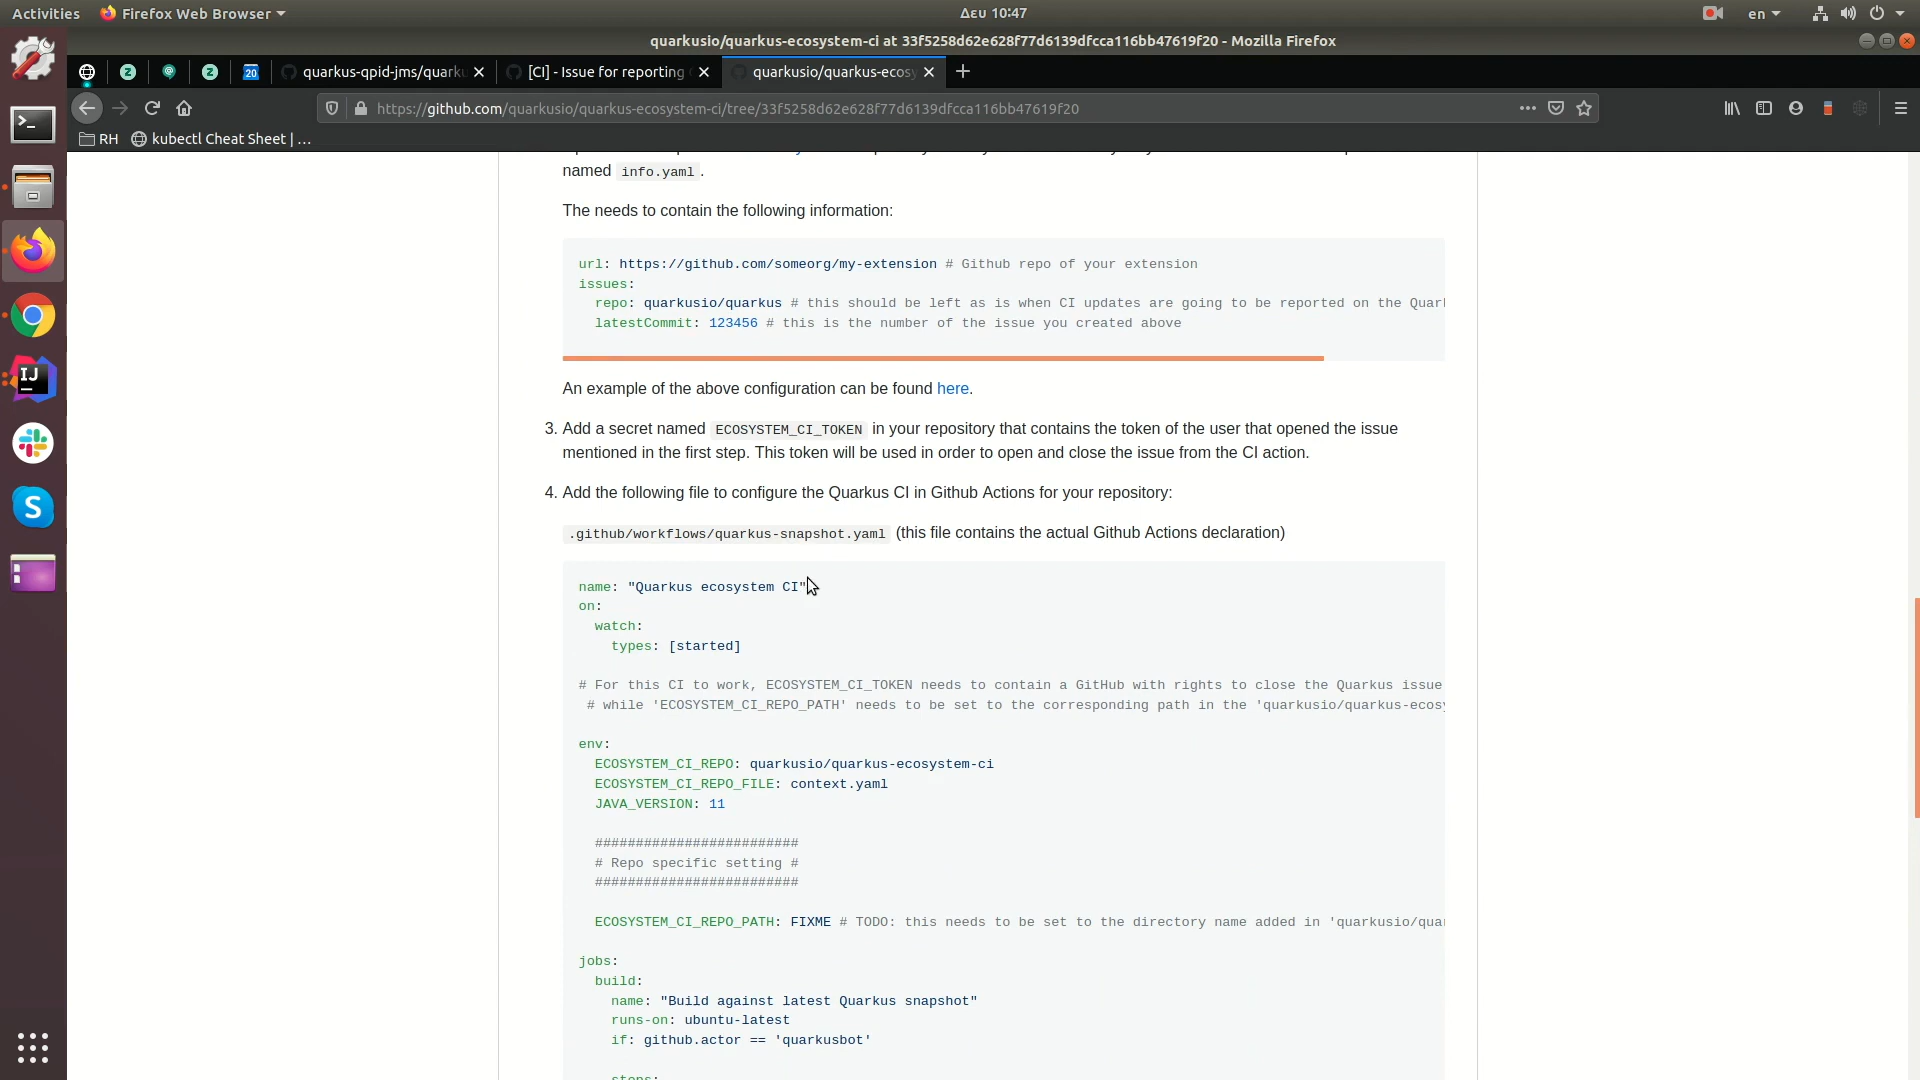 Activities Firefox Web Browser Δευ 10:47 en
quarkusio/quarkus-ecosystem-ci at 33f5258d62e628f77d6139dfcca116bb47619f20 - Mozilla Firefox
20 quarkus-qpid-jms/quarku [CI] - Issue for reporting quarkusio/quarkus-ecosy
https://github.com/quarkusio/quarkus-ecosystem-ci/tree/33f5258d62e628f77d6139dfcca116bb47619f20
RH kubectl Cheat Sheet | …
named info.yaml .
The needs to contain the following information:
url: https://github.com/someorg/my-extension # Github repo of your extension
issues:
repo: quarkusio/quarkus # this should be left as is when CI updates are going to be reported on the Quar
latestCommit: 123456 # this is the number of the issue you created above
An example of the above configuration can be found here.
3. Add a secret named ECOSYSTEM_CI_TOKEN in your repository that contains the token of the user that opened the issue
mentioned in the first step. This token will be used in order to open and close the issue from the CI action.
4. Add the following file to configure the Quarkus CI in Github Actions for your repository:
.github/workflows/quarkus-snapshot.yaml (this file contains the actual Github Actions declaration)
name: "Quarkus ecosystem CI"
on:
watch:
types: [started]
# For this CI to work, ECOSYSTEM_CI_TOKEN needs to contain a GitHub with rights to close the Quarkus issue
# while 'ECOSYSTEM_CI_REPO_PATH' needs to be set to the corresponding path in the 'quarkusio/quarkus-ecosy
env:
ECOSYSTEM_CI_REPO: quarkusio/quarkus-ecosystem-ci
ECOSYSTEM_CI_REPO_FILE: context.yaml
JAVA_VERSION: 11
#########################
# Repo specific setting #
#########################
ECOSYSTEM_CI_REPO_PATH: FIXME # TODO: this needs to be set to the directory name added in 'quarkusio/qua
jobs:
build:
name: "Build against latest Quarkus snapshot"
runs-on: ubuntu-latest
if: github.actor == 'quarkusbot'
steps: